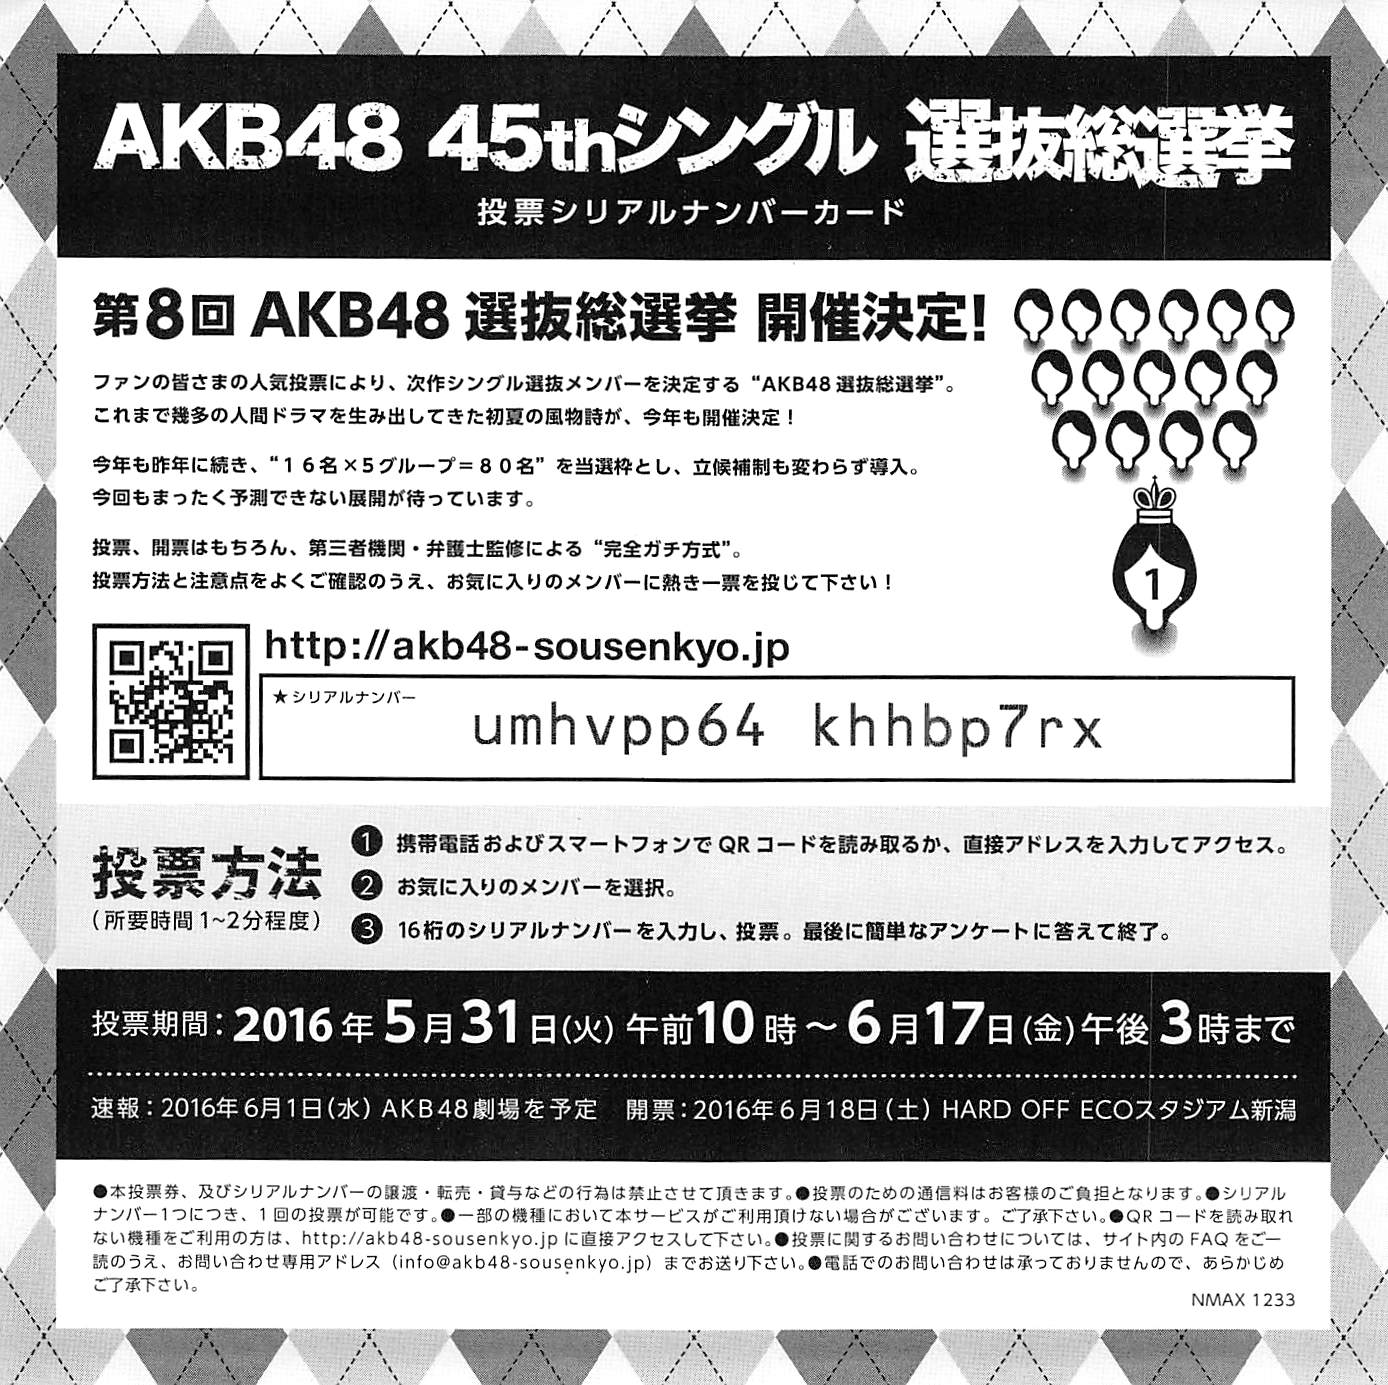 AKB48 45thシングル 選抜総選挙
投票シリアルナンバーカード
第8回 AKB48 選抜総選挙 開催決定!
ファンの皆さまの人気投票により、次作シングル選抜メンバーを決定する “AKB48 選抜総選挙”。
これまで幾多の人間ドラマを生み出してきた初夏の風物詩が、今年も開催決定！
今年も昨年に続き、“１６名×５グループ＝８０名” を当選枠とし、立候補制も変わらず導入。
今回もまったく予測できない展開が待っています。
投票、開票はもちろん、第三者機関・弁護士監修による “完全ガチ方式”。
投票方法と注意点をよくご確認のうえ、お気に入りのメンバーに熱き一票を投じて下さい！
1
http://akb48-sousenkyo.jp
★シリアルナンバー
umhvpp64 khhbp7rx
投票方法
（所要時間1~2分程度）
❶ 携帯電話およびスマートフォンで QR コードを読み取るか、直接アドレスを入力してアクセス。
❷ お気に入りのメンバーを選択。
❸ 16桁のシリアルナンバーを入力し、投票。最後に簡単なアンケートに答えて終了。
投票期間：2016年5月31日(火) 午前10時〜6月17日(金)午後3時まで
速報：2016年6月1日(水) AKB48劇場を予定 開票：2016年6月18日(土) HARD OFF ECOスタジアム新潟
●本投票券、及びシリアルナンバーの譲渡・転売・貸与などの行為は禁止させて頂きます。●投票のための通信料はお客様のご負担となります。●シリアル
ナンバー1つにつき、1回の投票が可能です。●一部の機種において本サービスがご利用頂けない場合がございます。ご了承下さい。●QRコードを読み取れ
ない機種をご利用の方は、http://akb48-sousenkyo.jp に直接アクセスして下さい。●投票に関するお問い合わせについては、サイト内の FAQ をご一
読のうえ、お問い合わせ専用アドレス（info@akb48-sousenkyo.jp）までお送り下さい。●電話でのお問い合わせは承っておりませんので、あらかじめ
ご了承下さい。
NMAX 1233